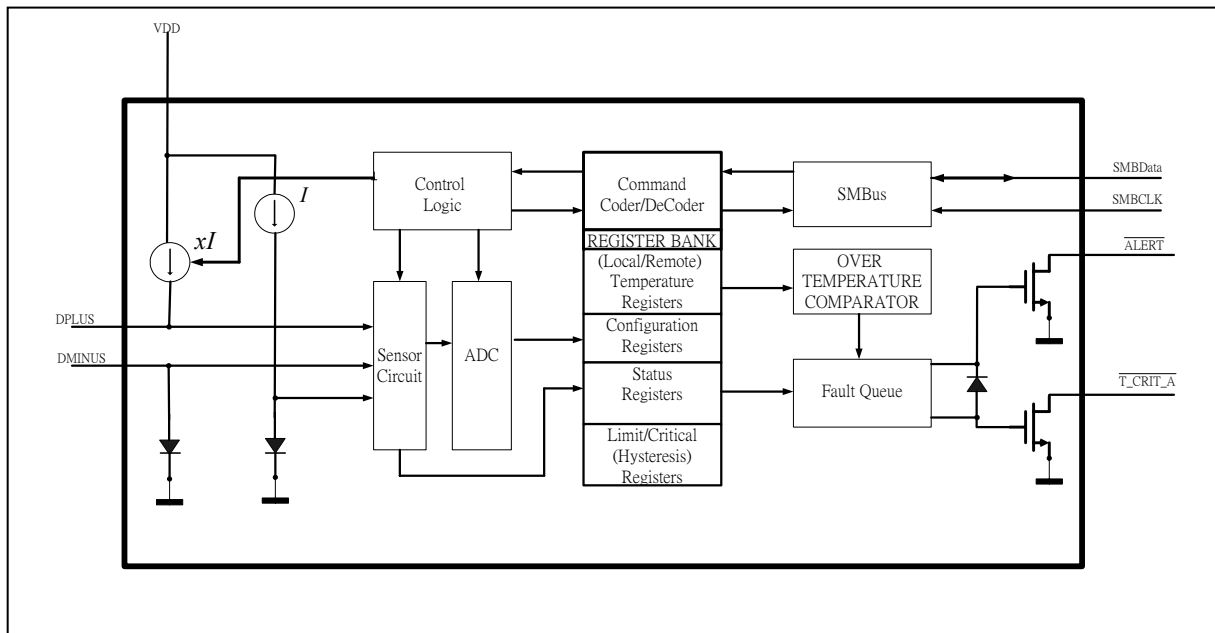 VDD
Control
Logic
Command
Coder/DeCoder
SMBus
SMBData
SMBCLK
I
xI
REGISTER BANK
(Local/Remote)
Temperature
Registers
OVER
TEMPERATURE
COMPARATOR
ALERT
DPLUS
DMINUS
Sensor
Circuit
ADC
Configuration
Registers
Status
Registers
Fault Queue
T_CRIT_A
Limit/Critical
(Hysteresis)
Registers